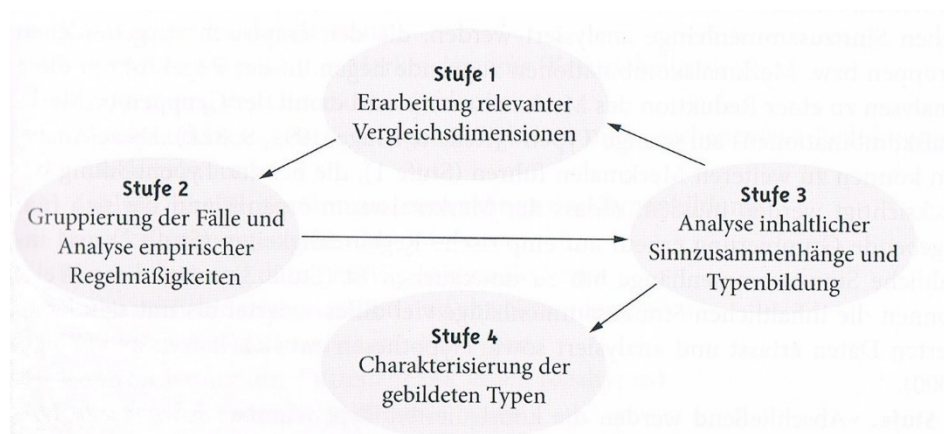 Stufe 1
Erarbeitung relevanter
Vergleichsdimensionen
Stufe 2
Gruppierung der Fälle und
Analyse empirischer
Regelmäßigkeiten
Stufe 3
Analyse inhaltlicher
Sinnzusammenhänge und
Typenbildung
Stufe 4
Charakterisierung der
gebildeten Typen